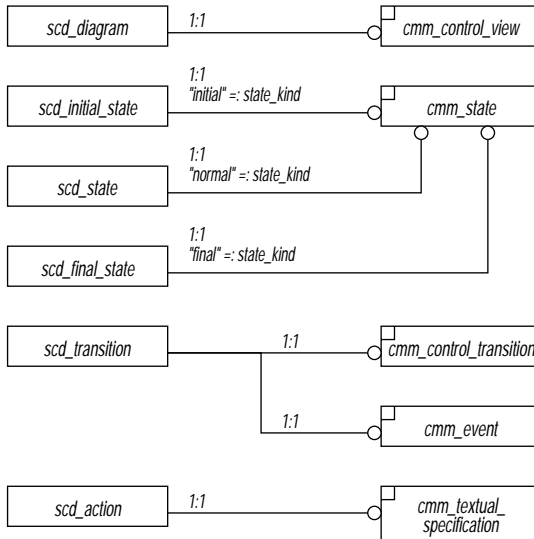 scd_diagram 1:1 cmm_control_view
1:1
scd_initial_state "initial" =: state_kind cmm_state
1:1
scd_state "normal" =: state_kind
1:1
scd_final_state "final" =: state_kind
scd_transition 1:1 cmm_control_transition
1:1 cmm_event
scd_action 1:1 cmm_textual_
specification